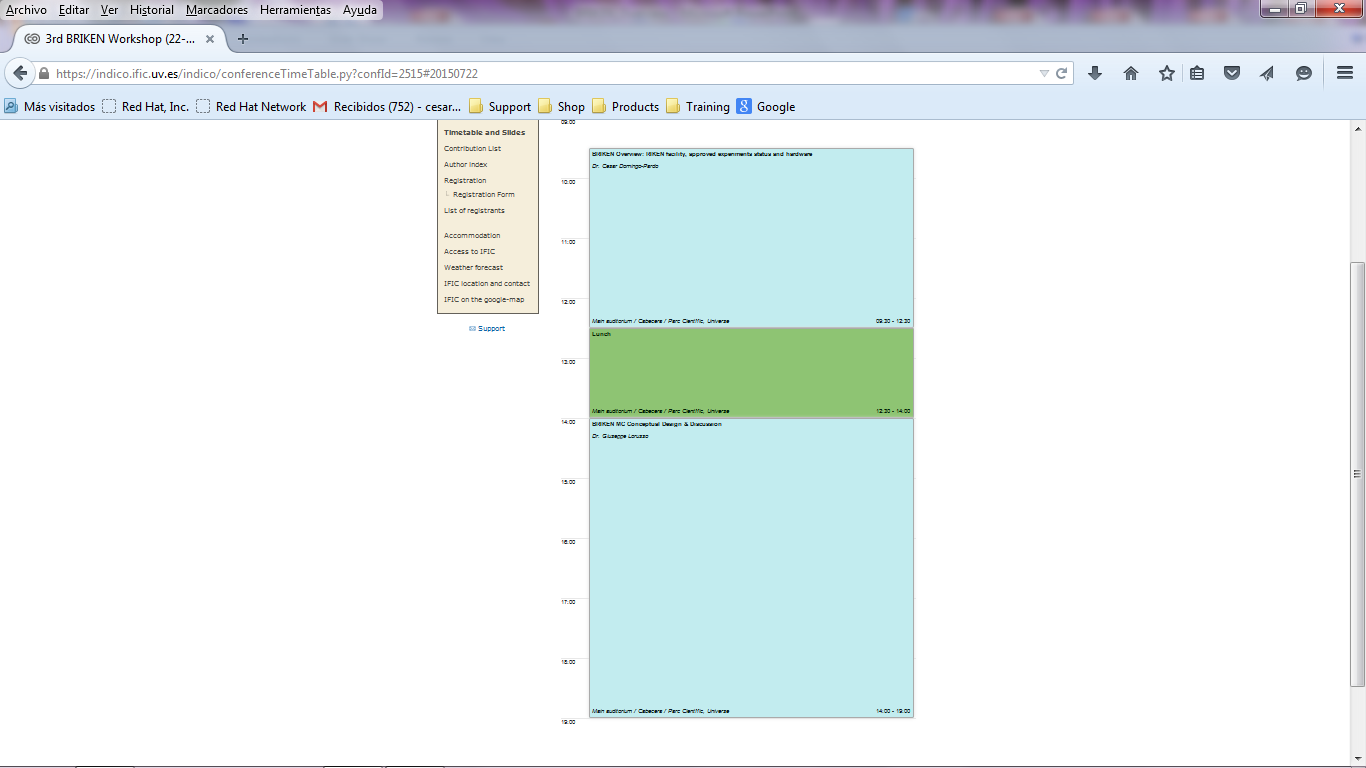 Archivo Editar Ver Historial Marcadores Herramientas Ayuda
3rd BRIKEN Workshop (22-...
https://indico.ific.uv.es/indico/conferenceTimeTable.py?confId=2515#20150722
Más visitados Red Hat, Inc. Red Hat Network Recibidos (752) - cesar... Support Shop Products Training Google
09:00
Timetable and Slides
Contribution List
Author index
Registration
Registration Form
List of registrants
Accommodation
Access to IFIC
Weather forecast
IFIC location and contact
IFIC on the google-map
Support
BRIKEN Overview: RIKEN facility, approved experiments status and hardware
Dr. Cesar Domingo-Pardo
10:00
11:00
12:00
Main auditorium / Cabecera / Parc Cientific, Universe 09:30 - 12:30
Lunch
13:00
Main auditorium / Cabecera / Parc Cientific, Universe 12:30 - 14:00
14:00
BRIKEN MC Conceptual Design & Discussion
Dr. Giuseppe Lorusso
15:00
16:00
17:00
18:00
Main auditorium / Cabecera / Parc Cientific, Universe 14:00 - 19:00
19:00